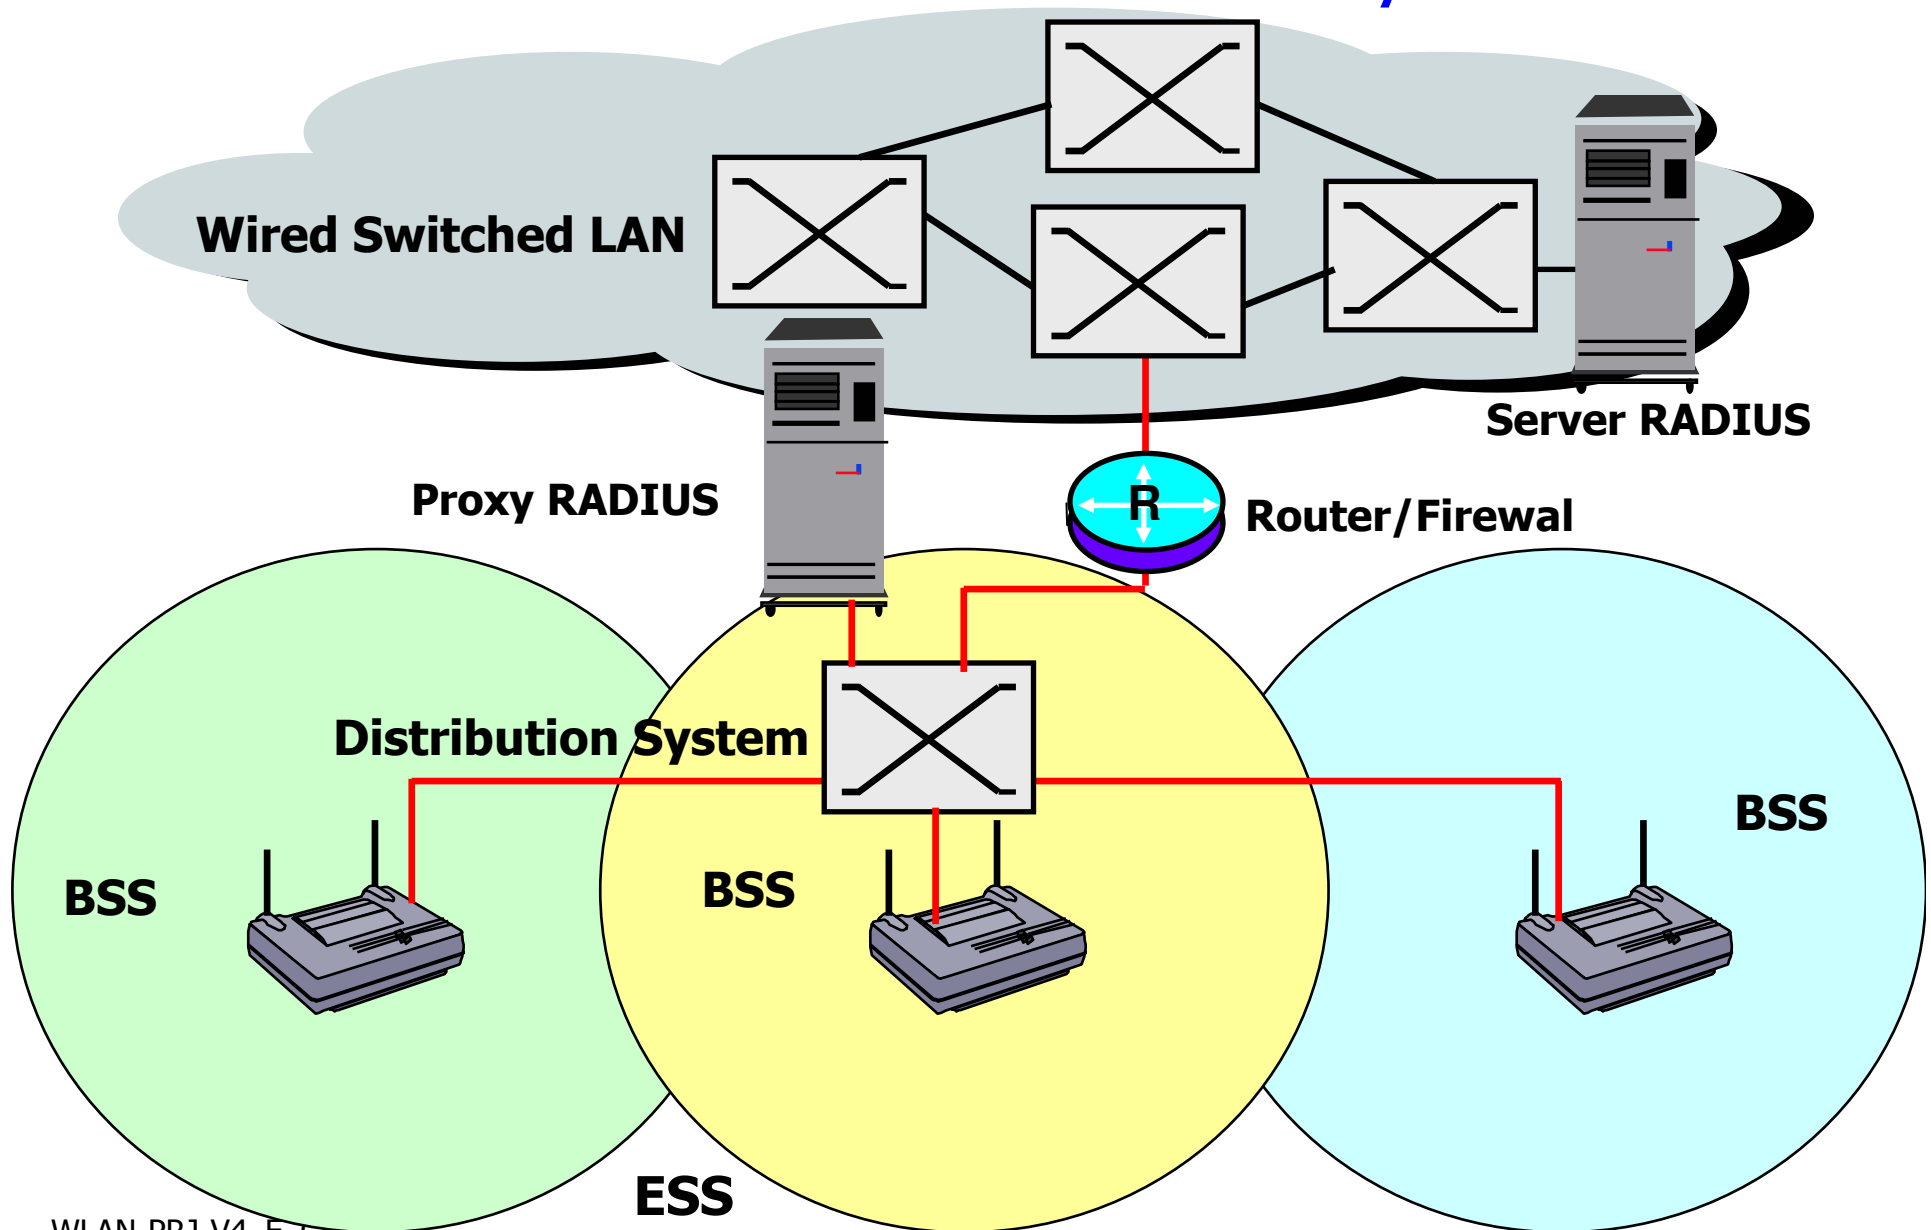 Wired Switched LAN
Server RADIUS
Proxy RADIUS
R
Router/Firewal
Distribution System
BSS
BSS
BSS
ESS